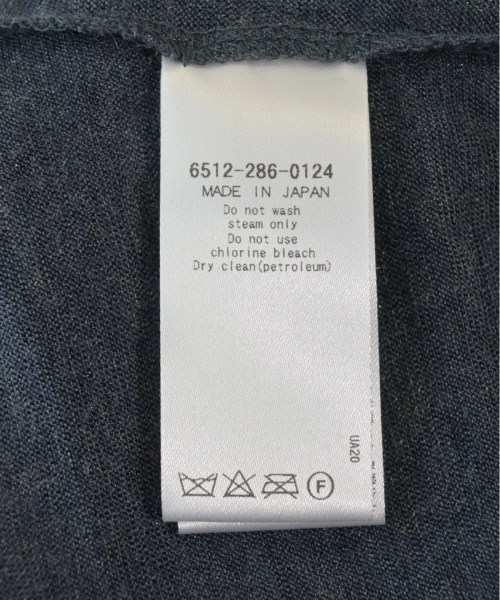 6512-286-0124
MADE IN JAPAN
Do not wash
steam only
Do not use
chlorine bleach
Dry clean(petroleum)
UA20
F